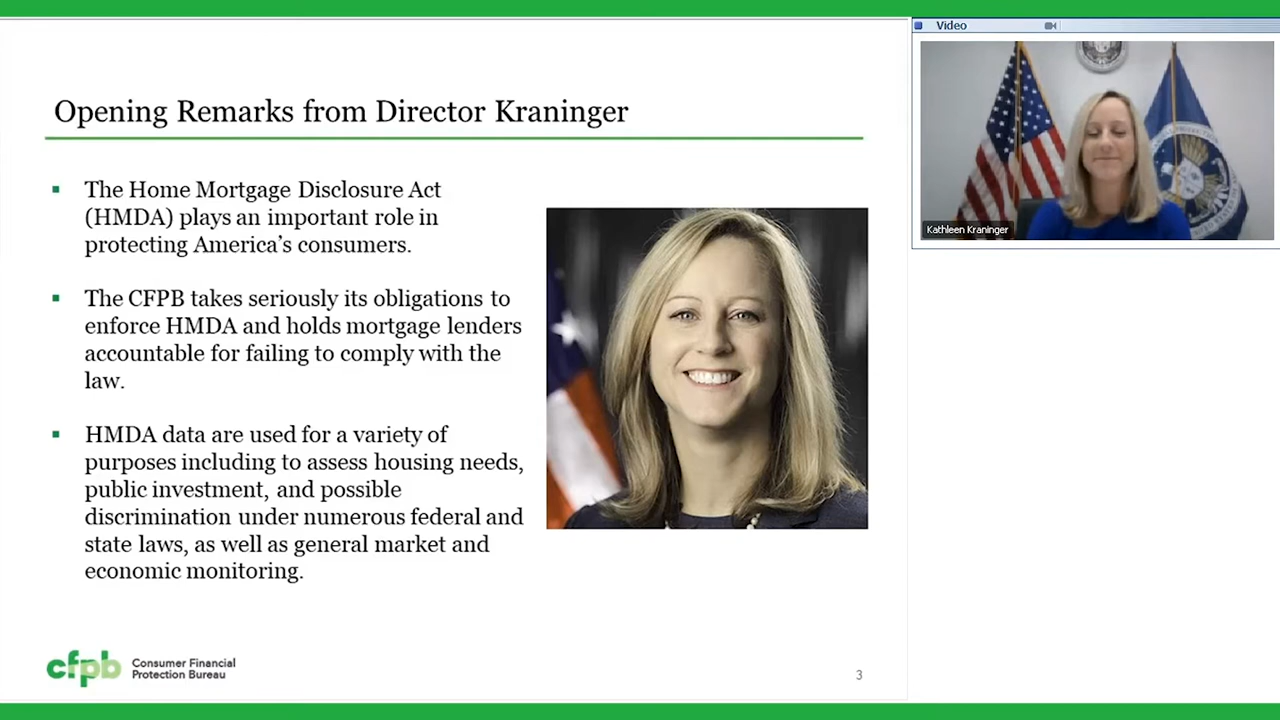 Video
Opening Remarks from Director Kraninger
The Home Mortgage Disclosure Act
(HMDA) plays an important role in
protecting America's consumers.
The CFPB takes seriously its obligations to
enforce HMDA and holds mortgage lenders
accountable for failing to comply with the
law.
HMDA data are used for a variety of
purposes including to assess housing needs,
public investment, and possible
discrimination under numerous federal and
state laws, as well as general market and
economic monitoring.
Kathleen Kraninger
cfpb
Consumer Financial
Protection Bureau
3